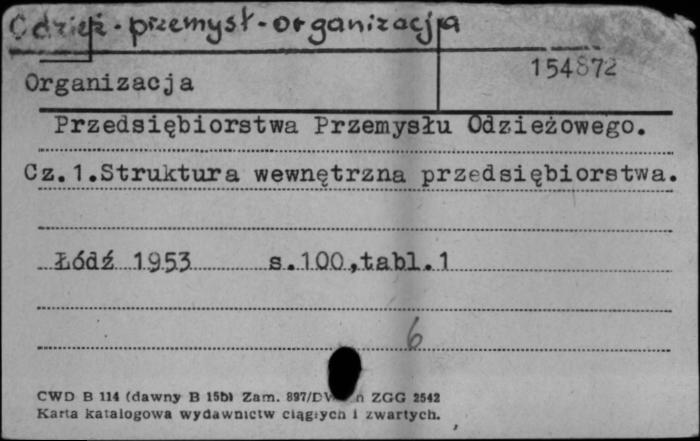 Odzież - przemysł - organizacja
154872
Organizacja
Przedsiębiorstwa Przemysłu Odzieżowego.
Cz.1.Struktura wewnętrzna przedsiębiorstwa.
Łódź 1953 s.100,tabl.1
6
CWD B 114 (dawny B 15b) Zam. 897/ ZGG 2542
Karta katalogowa wydawnictw ciągłych i zwartych.